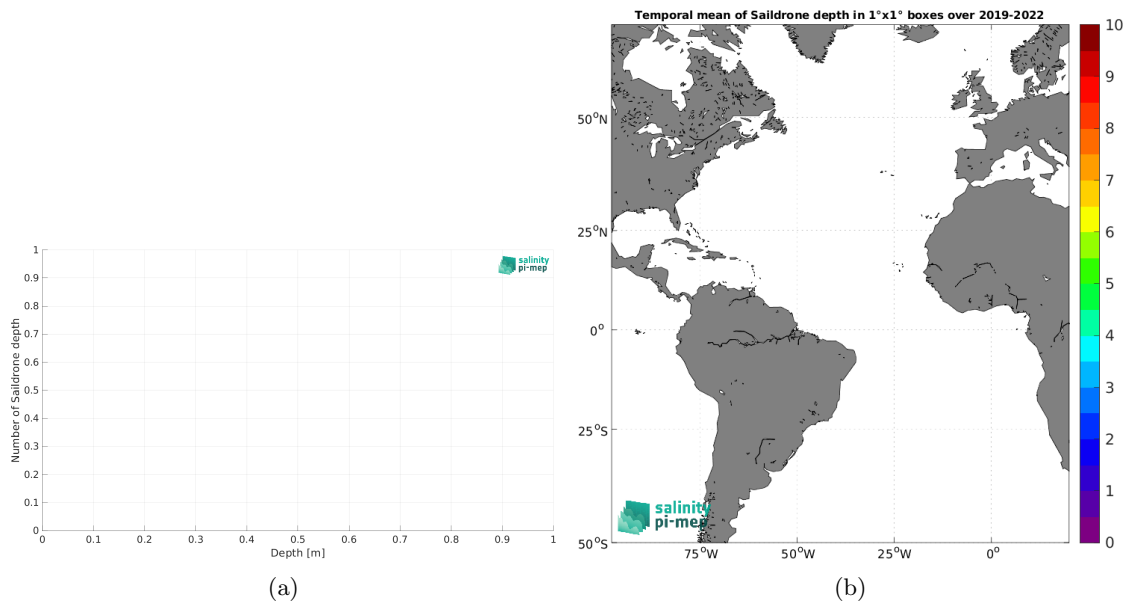 Temporal mean of Saildrone depth in 1°x1° boxes over 2019-2022
salinity
pi-mep
Number of Saildrone depth
1
0.9
0.8
0.7
0.6
0.5
0.4
0.3
0.2
0.1
0
0 0.1 0.2 0.3 0.4 0.5 0.6 0.7 0.8 0.9 1
Depth [m]
(a)
50°N
25°N
0°
25°S
50°S
75°W 50°W 25°W 0°
salinity
pi-mep
10
9
8
7
6
5
4
3
2
1
0
(b)